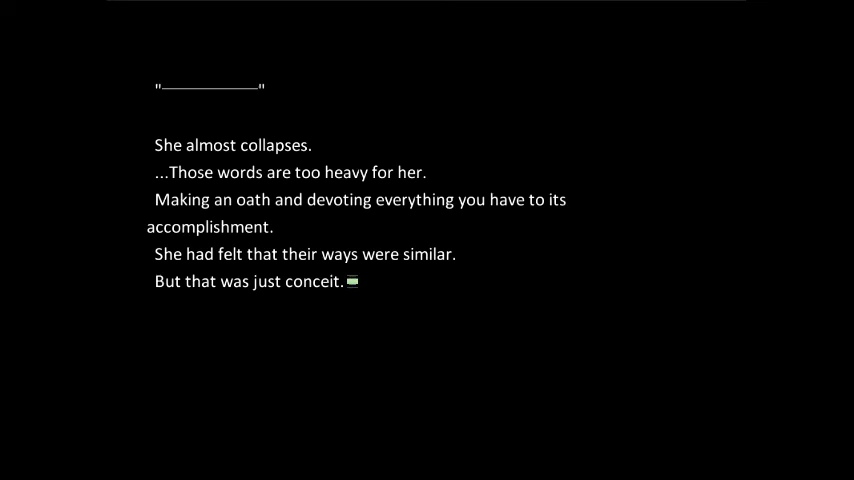 "――――――"
She almost collapses.
...Those words are too heavy for her.
Making an oath and devoting everything you have to its
accomplishment.
She had felt that their ways were similar.
But that was just conceit.